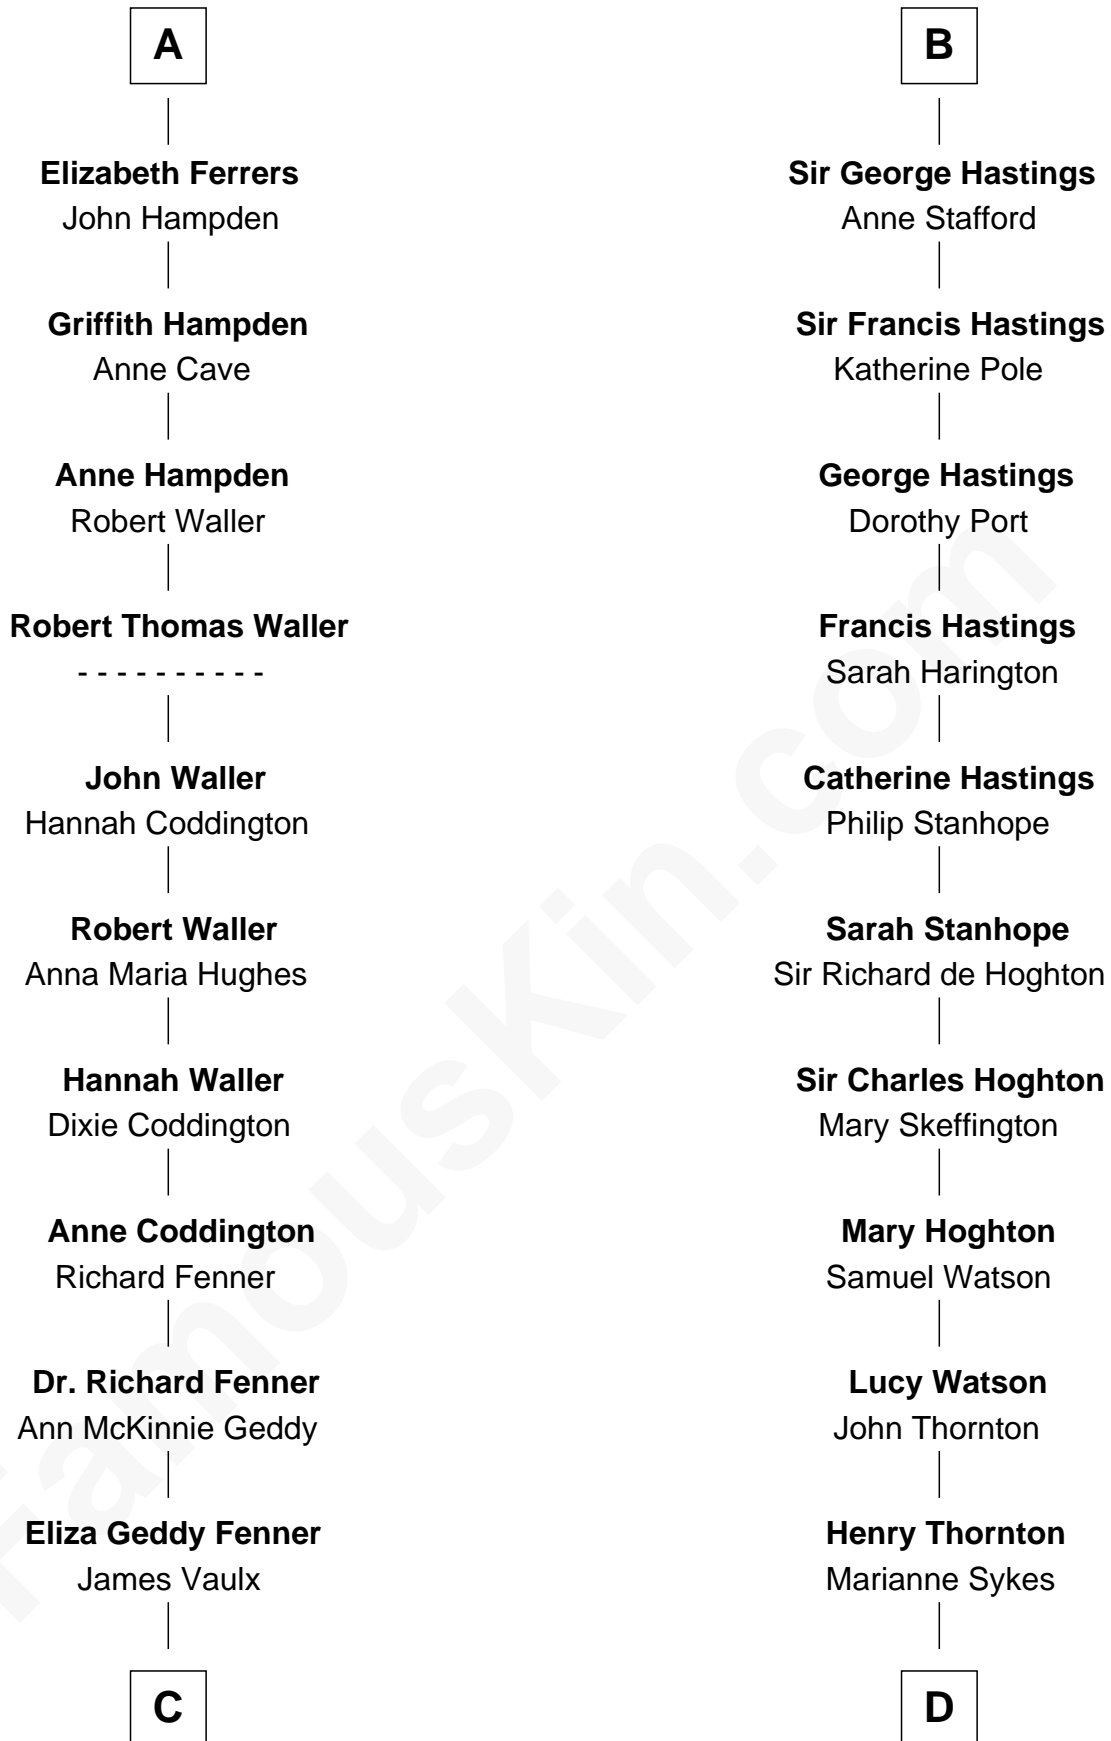 A
Elizabeth Ferrers
John Hampden
Griffith Hampden
Anne Cave
Anne Hampden
Robert Waller
Robert Thomas Waller
- - - - - - - - - -
John Waller
Hannah Coddington
Robert Waller
Anna Maria Hughes
Hannah Waller
Dixie Coddington
Anne Coddington
Richard Fenner
Dr. Richard Fenner
Ann McKinnie Geddy
Eliza Geddy Fenner
James Vaulx
C
B
Sir George Hastings
Anne Stafford
Sir Francis Hastings
Katherine Pole
George Hastings
Dorothy Port
Francis Hastings
Sarah Harington
Catherine Hastings
Philip Stanhope
Sarah Stanhope
Sir Richard de Hoghton
Sir Charles Hoghton
Mary Skeffington
Mary Hoghton
Samuel Watson
Lucy Watson
John Thornton
Henry Thornton
Marianne Sykes
D
FamousKin.com